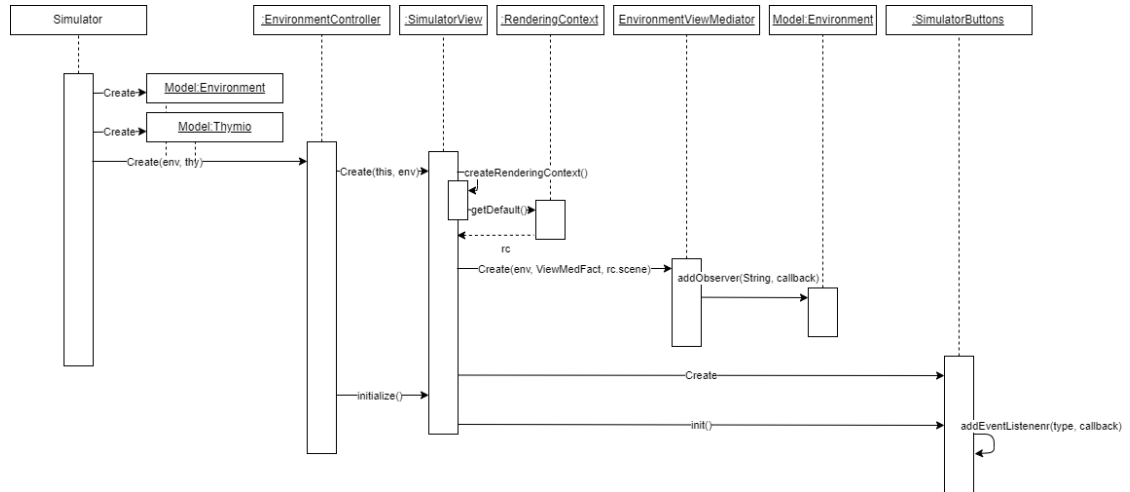 Simulator
:EnvironmentController
:SimulatorView
:RenderingContext
EnvironmentViewMediator
Model:Environment
:SimulatorButtons
Create
Model:Environment
Create
Model:Thymio
Create(env, thy)
Create(this, env)
createRenderingContext()
getDefault()
rc
Create(env, ViewMedFact, rc.scene)
addObserver(String, callback)
Create
initialize()
init()
addEventListenenr(type, callback)